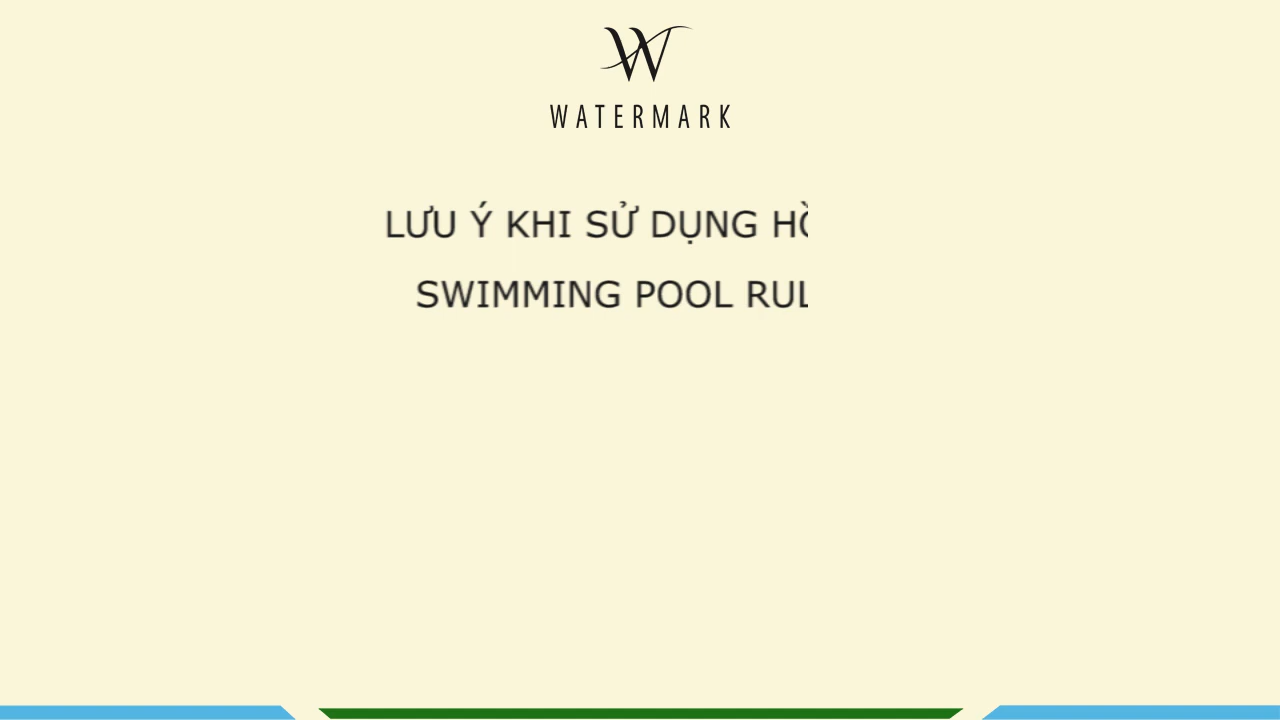 WATERMARK
LƯU Ý KHI SỬ DỤNG
SWIMMING POOL